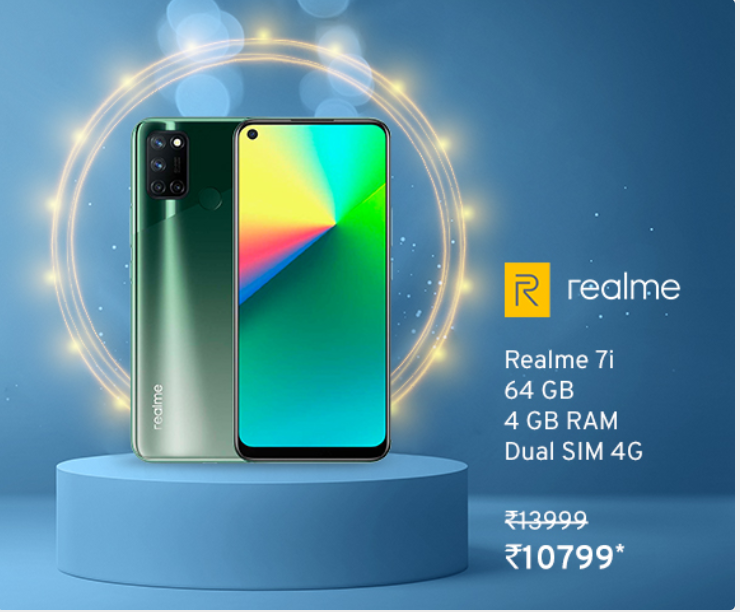 realme
R realme
Realme 7i
64 GB
4 GB RAM
Dual SIM 4G
₹13999
₹10799*